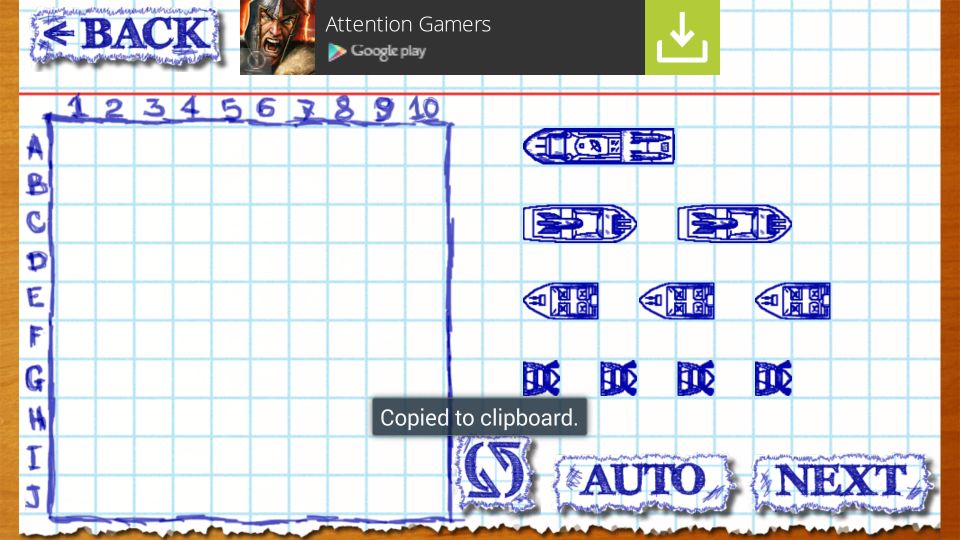 BACK
Attention Gamers
Google play
1 2 3 4 5 6 7 8 9 10
A
B
C
D
E
F
G
H
I
J
Copied to clipboard.
AUTO
NEXT